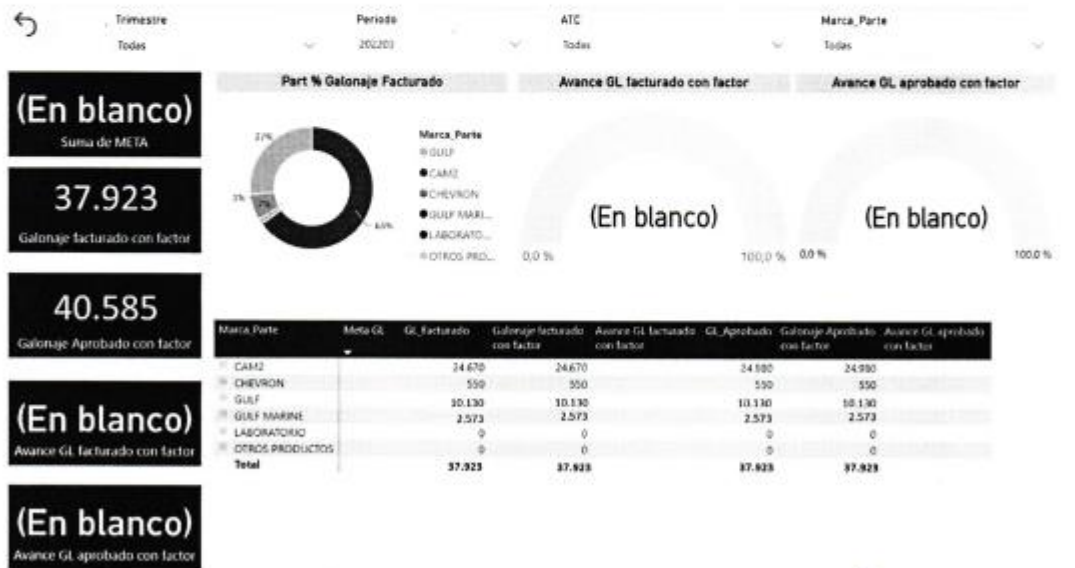 Trimestre
Todas
Periodo
202203
ATC
Todas
Marca_Parte
Todas
(En blanco)
Suma de META
37.923
Galonaje facturado con factor
40.585
Galonaje Aprobado con factor
(En blanco)
Avance GL facturado con factor
(En blanco)
Avance GL aprobado con factor
Part % Galonaje Facturado
27%
7%
65%
Marca_Parte
GULF
CAM2
CHEVRON
GULF MARI...
LABORATO...
OTROS PRO...
Avance GL facturado con factor
(En blanco)
0,0 %
100,0 %
Avance GL aprobado con factor
(En blanco)
0,0 %
100,0 %
Marca_Parte Meta GL GL_facturado Galonaje facturado con factor Avance GL facturado con factor GL_Aprobado Galonaje Aprobado con factor Avance GL aprobado con factor
CAM2 24.670 24.670
CHEVRON 550 550 550 550
GULF 10.130 10.130 10.130 10.130
GULF MARINE 2.573 2.573 2.573 2.573
LABORATORIO 0 0 0 0
OTROS PRODUCTOS 0 0 0 0
Total 37.923 37.923 37.923 37.923